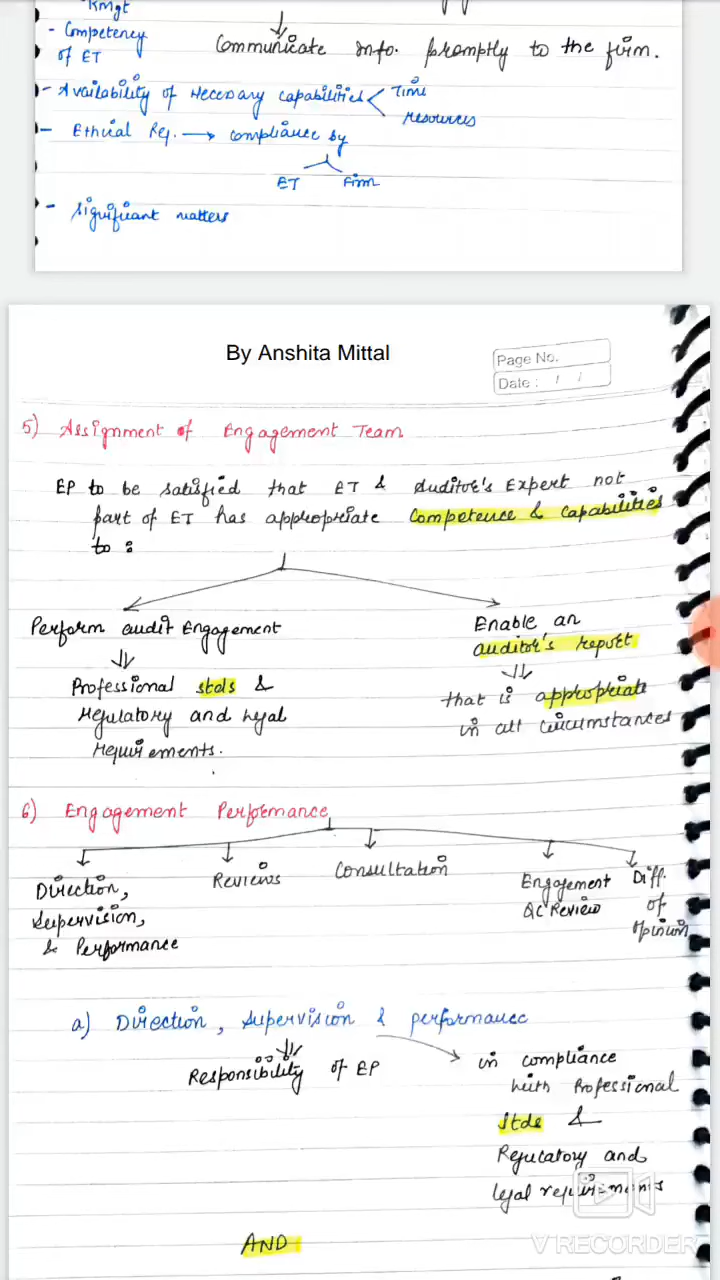 Kmgt
- Competency
of ET
Communicate info. promptly to the firm.
- Availability of Necessary capabilities < Time
resources
- Ethical Req. → compliance by
ET Firm
- Significant matters
By Anshita Mittal
Page No.
Date : / /
5) Assignment of Engagement Team
EP to be satisfied that ET & Auditor's Expert not
part of ET has appropriate Competence & capabilities
to :
Perform audit Engagement
Professional stds &
regulatory and legal
requirements.
Enable an
auditor's report
that is appropriate
in all circumstances
6) Engagement Performance
Direction,
Supervision,
& Performance
Reviews
Consultation
Engagement
QC Review
Diff.
of
opinion
a) Direction, supervision & performance
Responsibility of EP
in compliance
with Professional
Stds &
Regulatory and
legal requirements
AND
V RECORDER